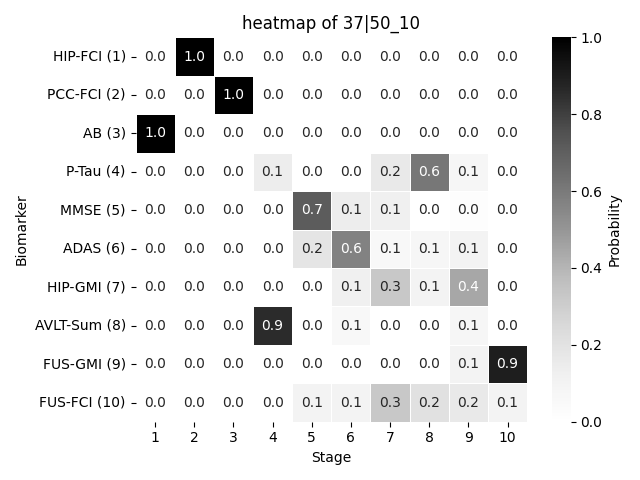 heatmap of 37|50_10
HIP-FCI (1) 0.0 1.0 0.0 0.0 0.0 0.0 0.0 0.0 0.0 0.0
PCC-FCI (2) 0.0 0.0 1.0 0.0 0.0 0.0 0.0 0.0 0.0 0.0
AB (3) 1.0 0.0 0.0 0.0 0.0 0.0 0.0 0.0 0.0 0.0
P-Tau (4) 0.0 0.0 0.0 0.1 0.0 0.0 0.2 0.6 0.1 0.0
MMSE (5) 0.0 0.0 0.0 0.0 0.7 0.1 0.1 0.0 0.0 0.0
ADAS (6) 0.0 0.0 0.0 0.0 0.2 0.6 0.1 0.1 0.1 0.0
HIP-GMI (7) 0.0 0.0 0.0 0.0 0.0 0.1 0.3 0.1 0.4 0.0
AVLT-Sum (8) 0.0 0.0 0.0 0.9 0.0 0.1 0.0 0.0 0.1 0.0
FUS-GMI (9) 0.0 0.0 0.0 0.0 0.0 0.0 0.0 0.0 0.1 0.9
FUS-FCI (10) 0.0 0.0 0.0 0.0 0.1 0.1 0.3 0.2 0.2 0.1
1 2 3 4 5 6 7 8 9 10
Stage
Biomarker
1.0
0.8
0.6
0.4
0.2
0.0
Probability